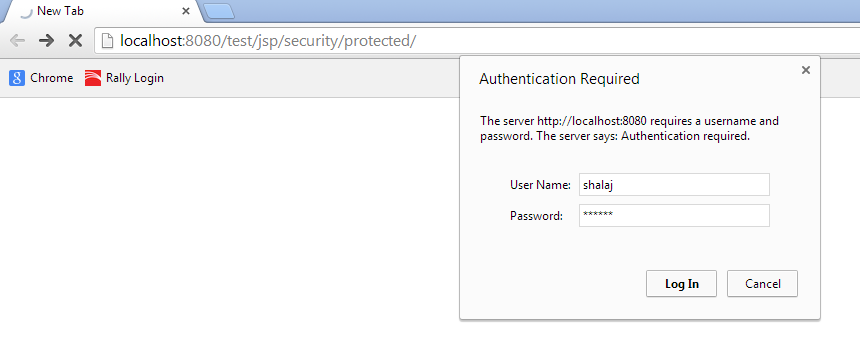 New Tab
localhost:8080/test/jsp/security/protected/
Chrome
Rally Login
Authentication Required
The server http://localhost:8080 requires a username and
password. The server says: Authentication required.
User Name: shalaj
Password: ******
Log In
Cancel